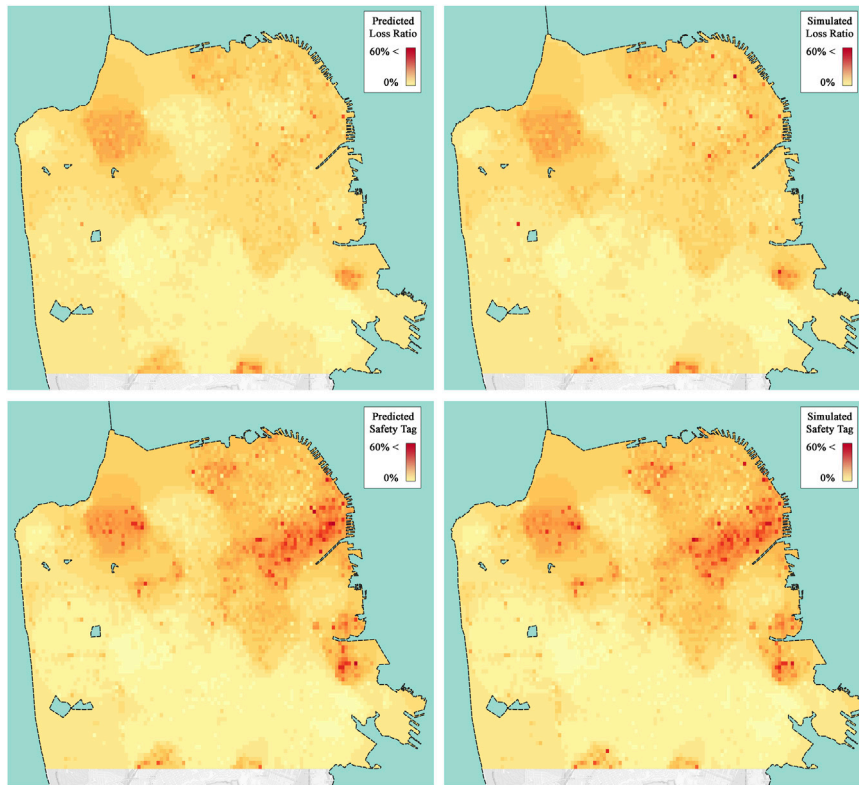 Predicted
Loss Ratio
60% <
0%
Simulated
Loss Ratio
60% <
0%
Predicted
Safety Tag
60% <
0%
Simulated
Safety Tag
60% <
0%